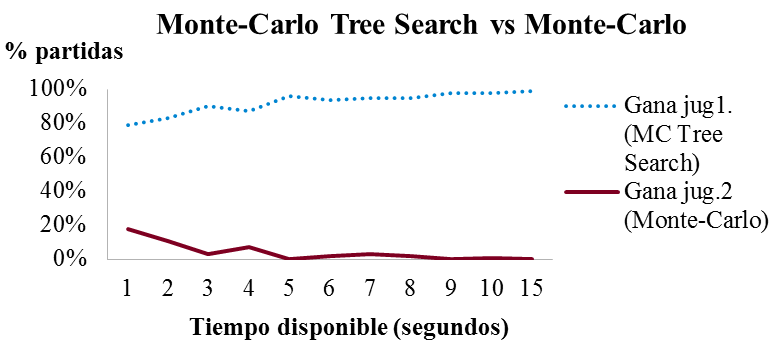 Monte-Carlo Tree Search vs Monte-Carlo
% partidas
100%
80%
60%
40%
20%
0%
1 2 3 4 5 6 7 8 9 10 15
Tiempo disponible (segundos)
Gana jug1.
(MC Tree
Search)
Gana jug.2
(Monte-Carlo)